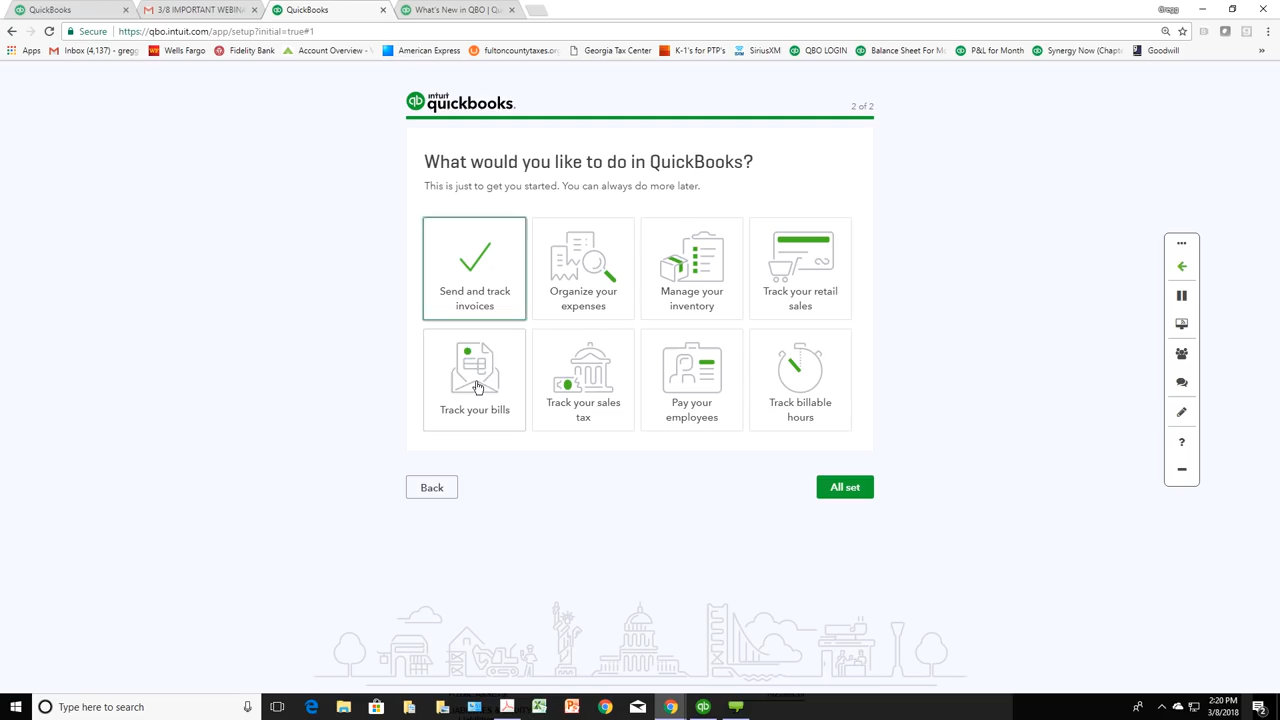 QuickBooks
3/8 IMPORTANT WEBINA
QuickBooks
What's New in QBO | Qu
Gregg
Secure
https://qbo.intuit.com/app/setup?initial=true#1
Apps
Inbox (4,137) - gregg
Wells Fargo
Fidelity Bank
Account Overview -
American Express
fultoncountytaxes.org
Georgia Tax Center
K-1's for PTP's
SiriusXM
QBO LOGIN
Balance Sheet For M
P&L for Month
Synergy Now (Chapt
Goodwill
intuit
quickbooks.
2 of 2
What would you like to do in QuickBooks?
This is just to get you started. You can always do more later.
Send and track
invoices
Organize your
expenses
Manage your
inventory
Track your retail
sales
Track your bills
Track your sales
tax
Pay your
employees
Track billable
hours
Back
All set
Type here to search
2:20 PM
3/8/2018
2